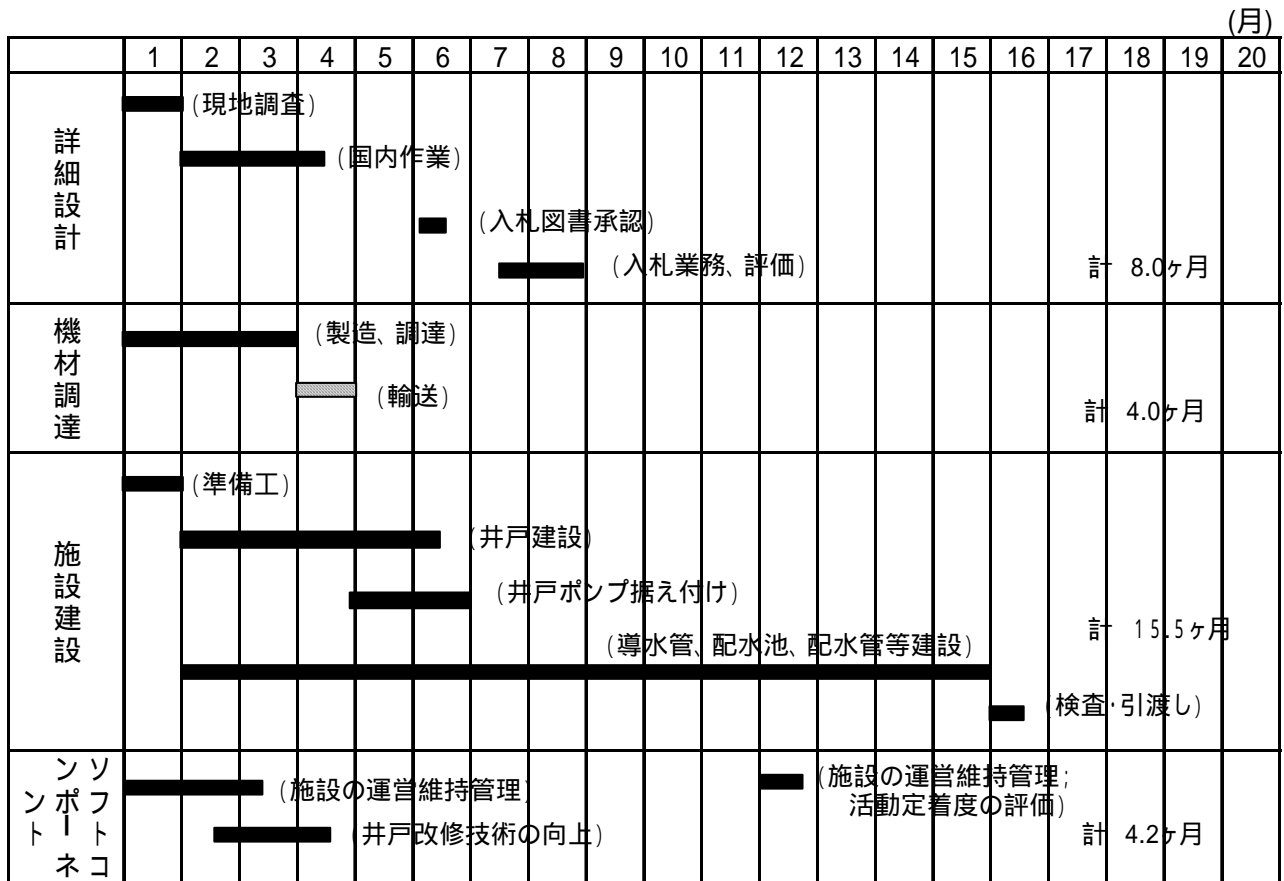 (月)
1 2 3 4 5 6 7 8 9 10 11 12 13 14 15 16 17 18 19 20
詳細設計
(現地調査)
(国内作業)
(入札図書承認)
(入札業務、評価)
計 8.0ヶ月
機材調達
(製造、調達)
(輸送)
計 4.0ヶ月
施設建設
(準備工)
(井戸建設)
(井戸ポンプ据え付け)
(導水管、配水池、配水管等建設)
計 15.5ヶ月
(検査･引渡し)
ソフトコンポーネント
(施設の運営維持管理)
(施設の運営維持管理;
活動定着度の評価)
(井戸改修技術の向上)
計 4.2ヶ月